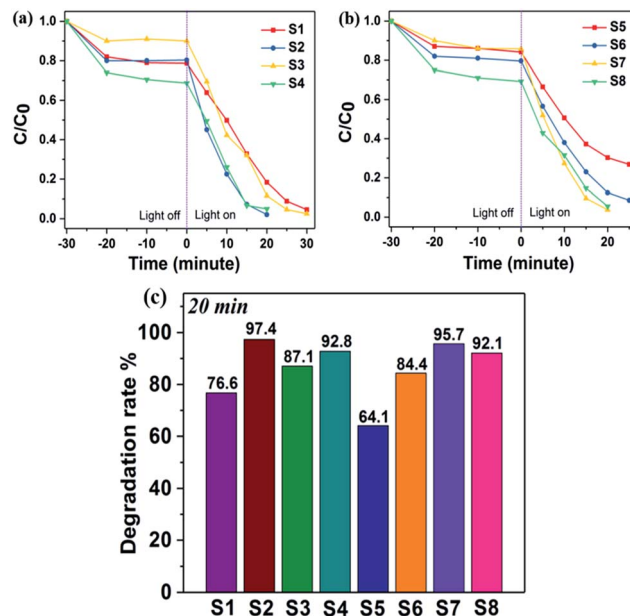 (a)
S1
S2
S3
S4
C/C0
1.0
0.8
0.6
0.4
0.2
0.0
Light off
Light on
-30
-20
-10
0
10
20
30
Time (minute)
(b)
S5
S6
S7
S8
C/C0
1.0
0.8
0.6
0.4
0.2
0.0
Light off
Light on
-30
-20
-10
0
10
20
Time (minute)
(c)
20 min
Degradation rate %
100
80
60
40
20
0
76.6
97.4
87.1
92.8
64.1
84.4
95.7
92.1
S1 S2 S3 S4 S5 S6 S7 S8